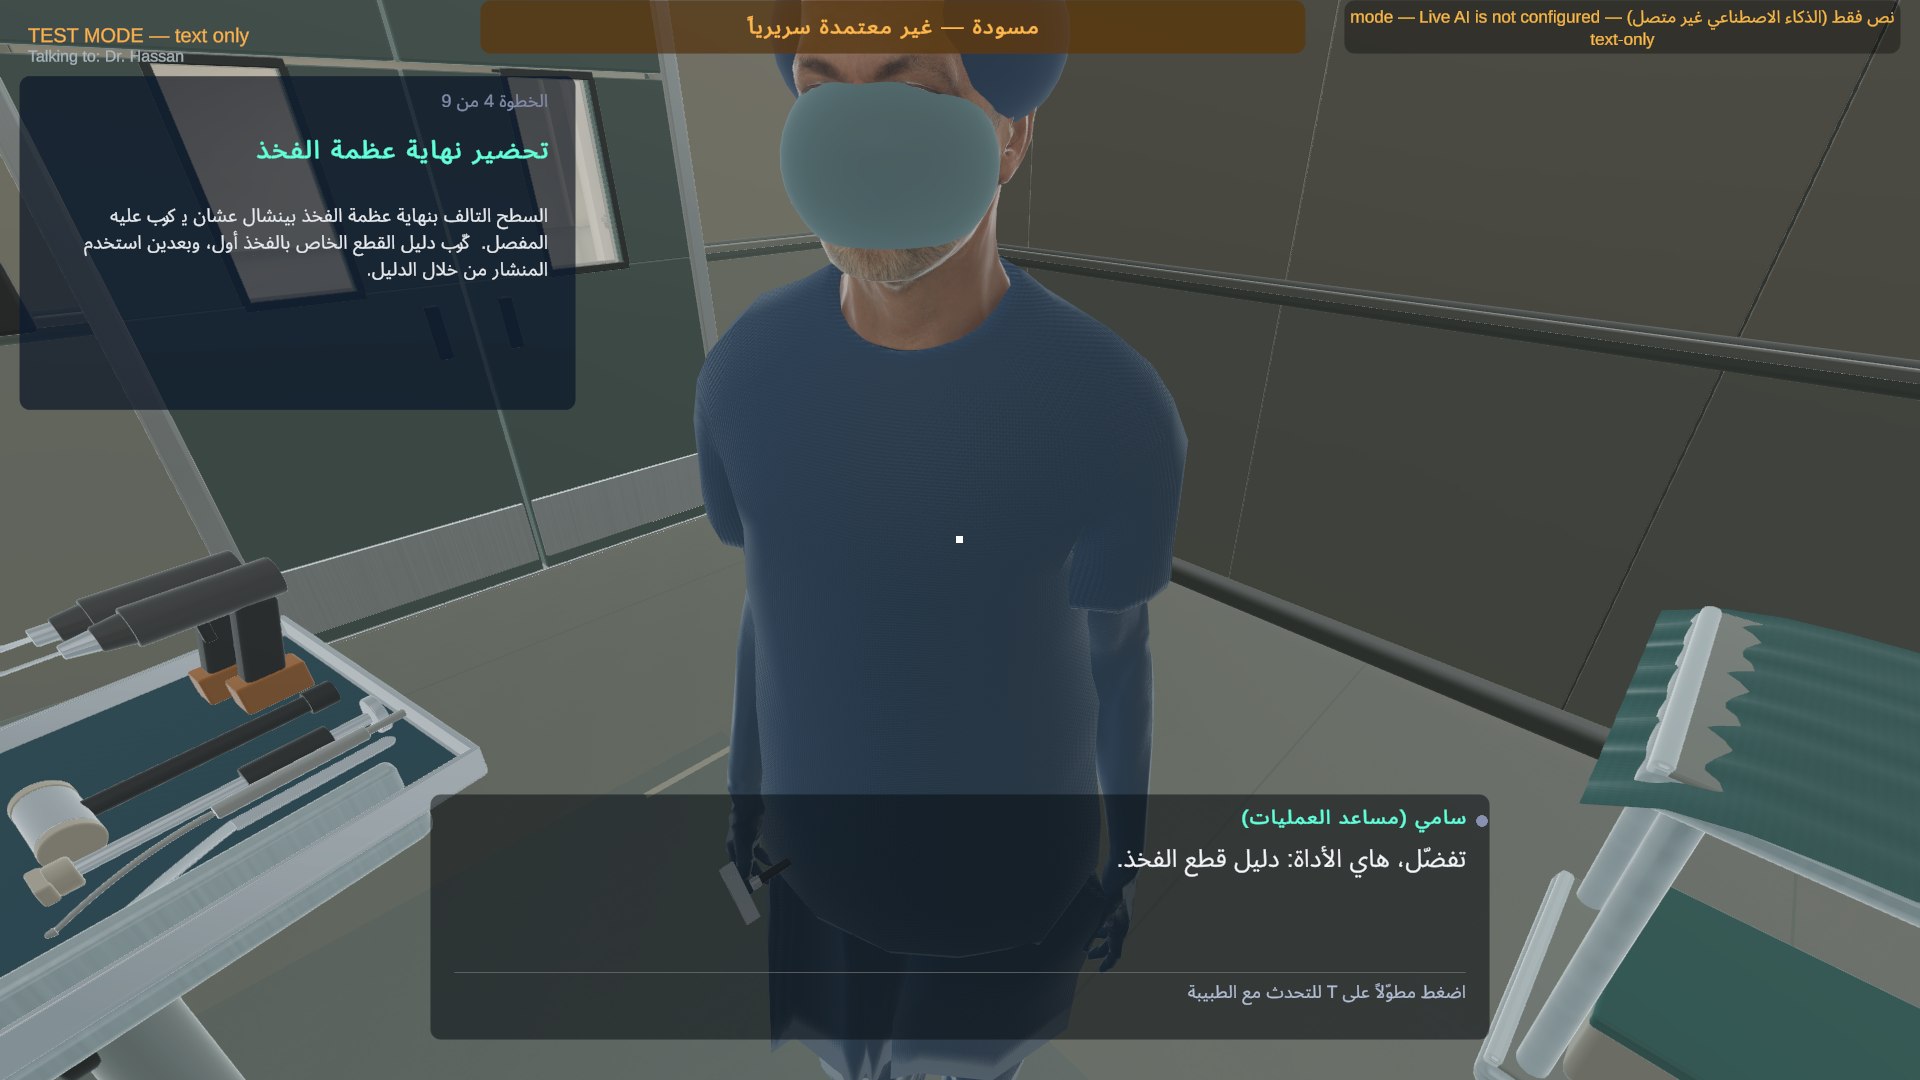 TEST MODE — text only
Talking to: Dr. Hassan
مسودة — غير معتمدة سريرياً
نص فقط (الذكاء الاصطناعي غير متصل) — mode — Live AI is not configured
text-only
الخطوة 4 من 9
تحضير نهاية عظمة الفخذ
السطح التالف بنهاية عظمة الفخذ بينشال عشان عليه
المفصل. دليل القطع الخاص بالفخذ أول، وبعدين استخدم
المنشار من خلال الدليل.
سامي (مساعد العمليات)
تفضّل، هاي الأداة: دليل قطع الفخذ.
اضغط مطوّلاً على T للتحدث مع الطبيبة